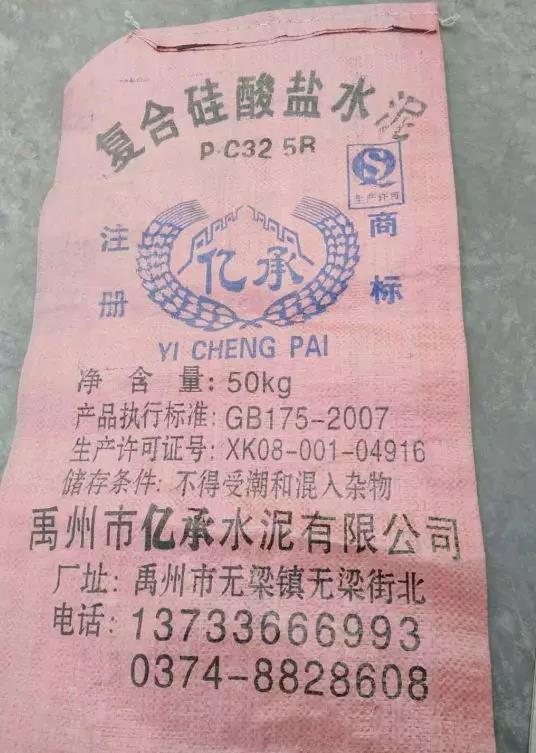 复合硅酸盐水泥
P·C32 5R
QS
生产许可
注册
商标
亿承
YI CHENG PAI
净含量: 50kg
产品执行标准: GB175-2007
生产许可证号: XK08-001-04916
储存条件: 不得受潮和混入杂物
禹州市亿承水泥有限公司
厂址: 禹州市无梁镇无梁街北
电话: 13733666993
0374-8828608